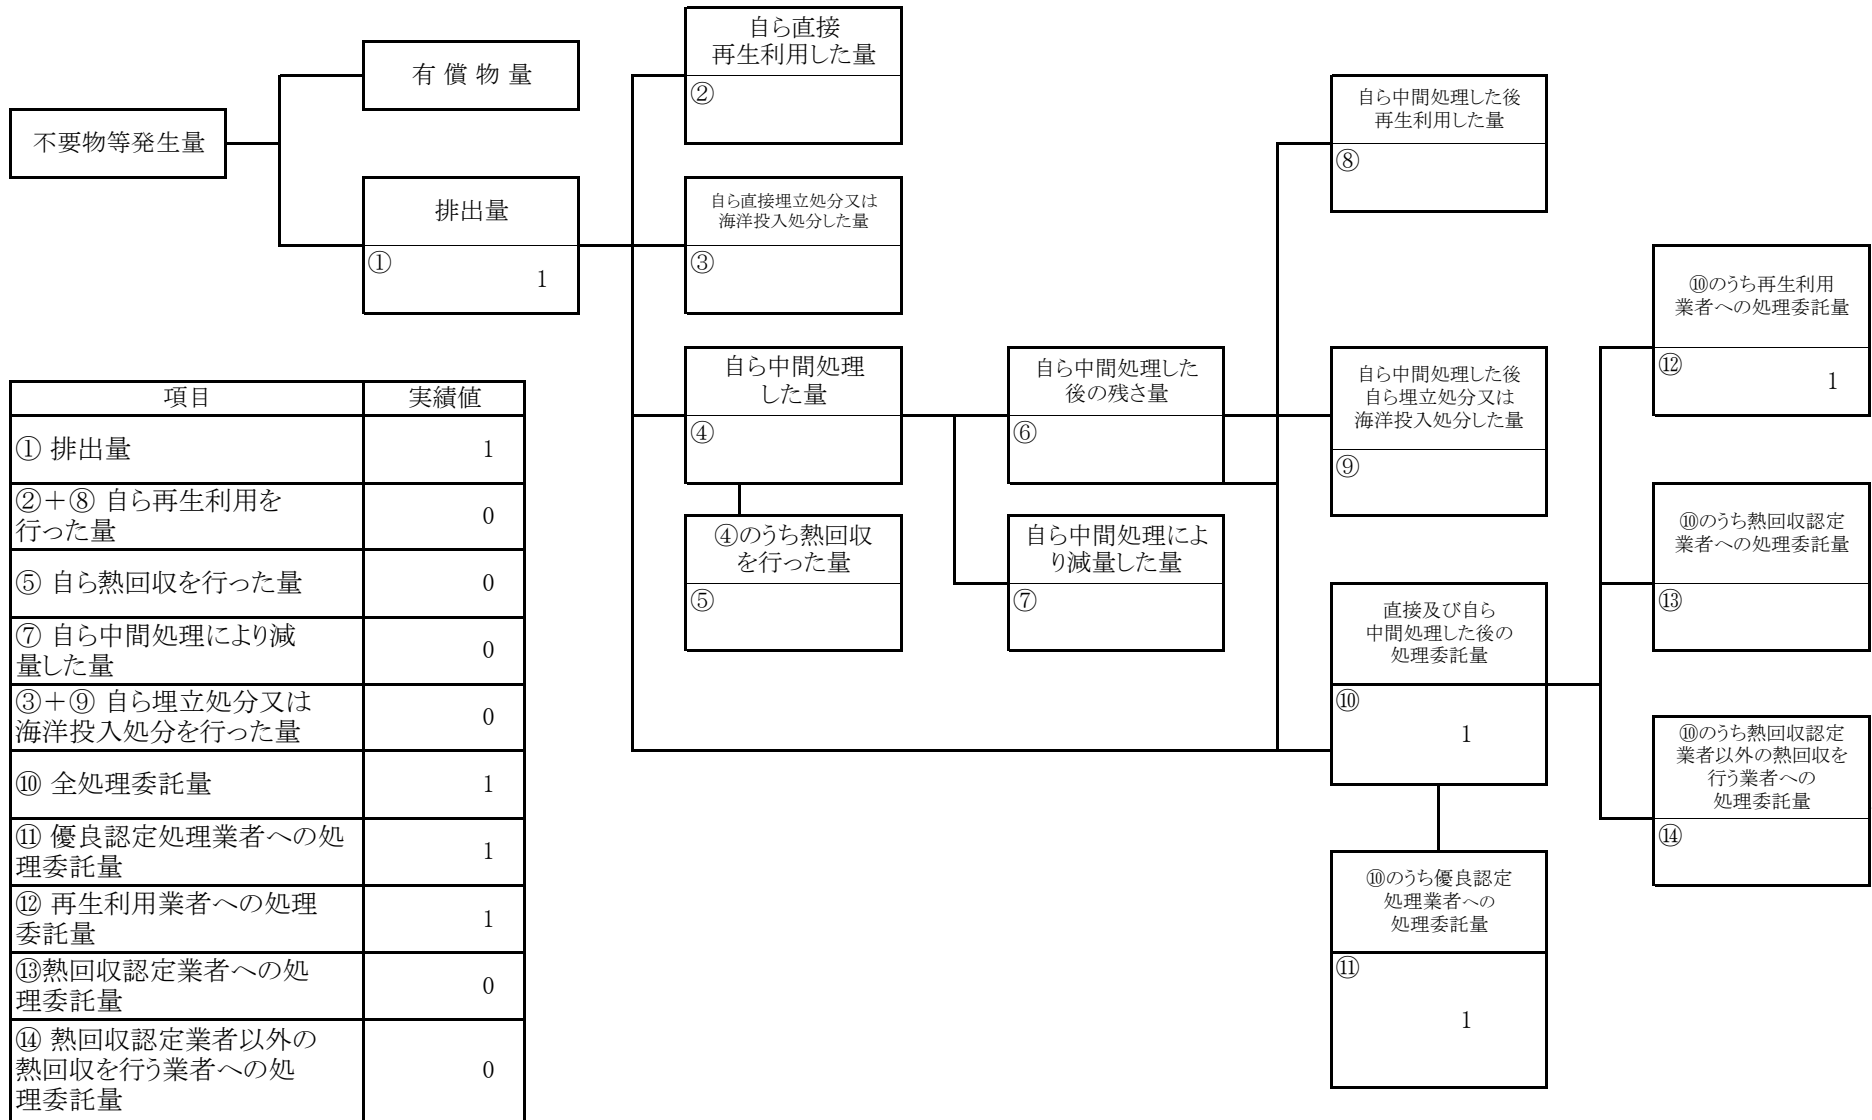 不要物等発生量
有 償 物 量
排出量
①
1
自ら直接
再生利用した量
②
自ら直接埋立処分又は
海洋投入処分した量
③
自ら中間処理
した量
④
④のうち熱回収
を行った量
⑤
自ら中間処理した
後の残さ量
⑥
自ら中間処理によ
り減量した量
⑦
自ら中間処理した後
再生利用した量
⑧
自ら中間処理した後
自ら埋立処分又は
海洋投入処分した量
⑨
直接及び自ら
中間処理した後の
処理委託量
⑩
1
⑩のうち優良認定
処理業者への
処理委託量
⑪
1
⑩のうち再生利用
業者への処理委託量
⑫
1
⑩のうち熱回収認定
業者への処理委託量
⑬
⑩のうち熱回収認定
業者以外の熱回収を
行う業者への
処理委託量
⑭
項目 実績値
① 排出量 1
②＋⑧ 自ら再生利用を
行った量 0
⑤ 自ら熱回収を行った量 0
⑦ 自ら中間処理により減
量した量 0
③＋⑨ 自ら埋立処分又は
海洋投入処分を行った量 0
⑩ 全処理委託量 1
⑪ 優良認定処理業者への処
理委託量 1
⑫ 再生利用業者への処理
委託量 1
⑬熱回収認定業者への処
理委託量 0
⑭ 熱回収認定業者以外の
熱回収を行う業者への処 0
理委託量